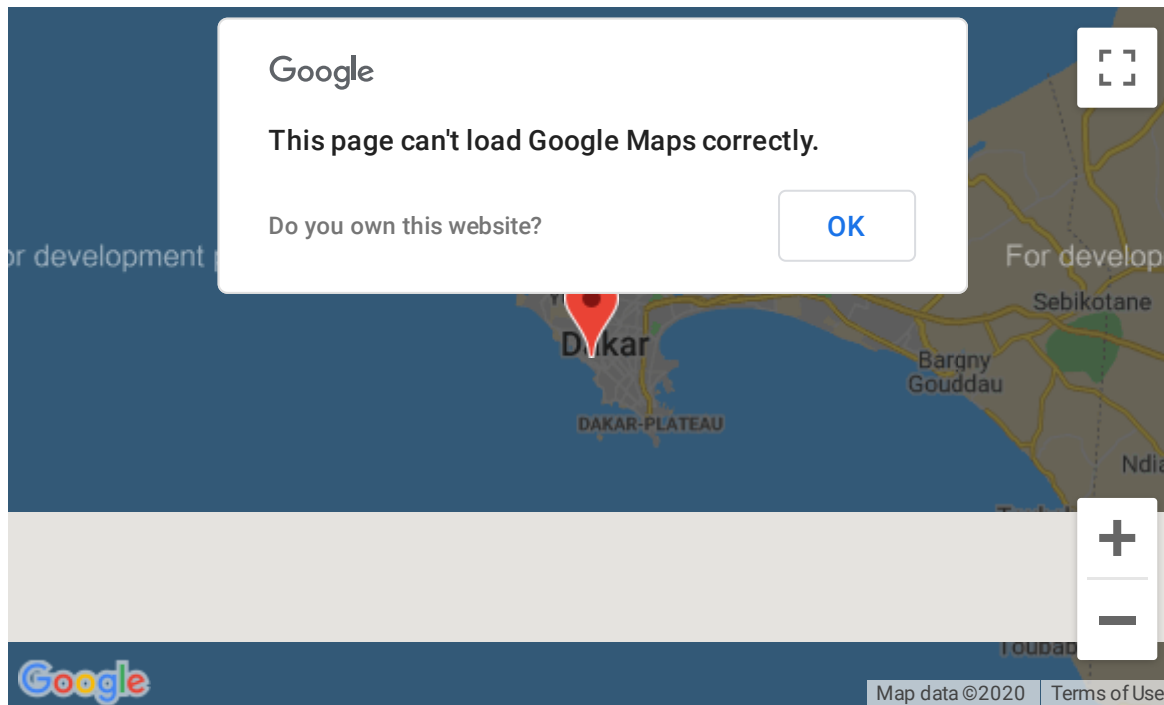 Google
This page can't load Google Maps correctly.
Do you own this website?
OK
or development
For develop
Sebikotane
Dakar
Bargny
Gouddau
DAKAR-PLATEAU
Ndia
Toubab
Google
Map data ©2020
Terms of Use